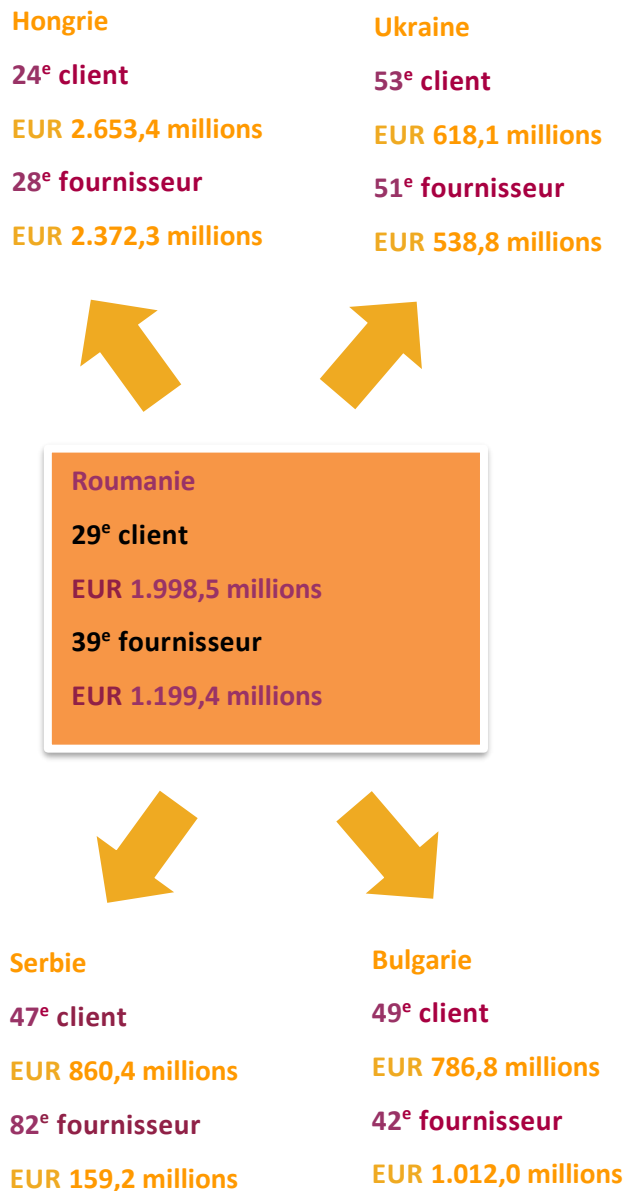 Hongrie
24e client
EUR 2.653,4 millions
28e fournisseur
EUR 2.372,3 millions
Ukraine
53e client
EUR 618,1 millions
51e fournisseur
EUR 538,8 millions
Roumanie
29e client
EUR 1.998,5 millions
39e fournisseur
EUR 1.199,4 millions
Serbie
47e client
EUR 860,4 millions
82e fournisseur
EUR 159,2 millions
Bulgarie
49e client
EUR 786,8 millions
42e fournisseur
EUR 1.012,0 millions